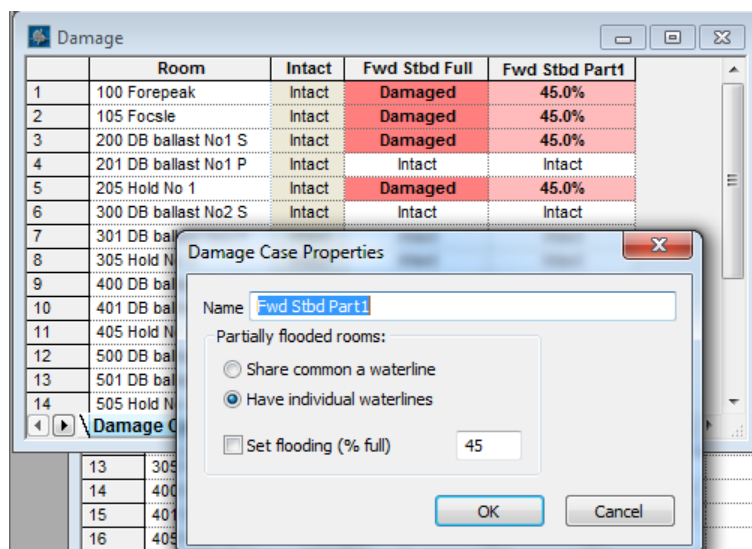 Damage
Room Intact Fwd Stbd Full Fwd Stbd Part1
1 100 Forepeak Intact Damaged 45.0%
2 105 Focsle Intact Damaged 45.0%
3 200 DB ballast No1 S Intact Damaged 45.0%
4 201 DB ballast No1 P Intact Intact Intact
5 205 Hold No 1 Intact Damaged 45.0%
6 300 DB ballast No2 S Intact Intact Intact
7 301 DB ball
8 305 Hold N
9 400 DB bal
10 401 DB bal
11 405 Hold N
12 500 DB bal
13 501 DB bal
14 505 Hold N
Damage C
Damage Case Properties
Name Fwd Stbd Part1
Partially flooded rooms:
Share common a waterline
Have individual waterlines
Set flooding (% full) 45
OK Cancel
13 305
14 400
15 401
16 405